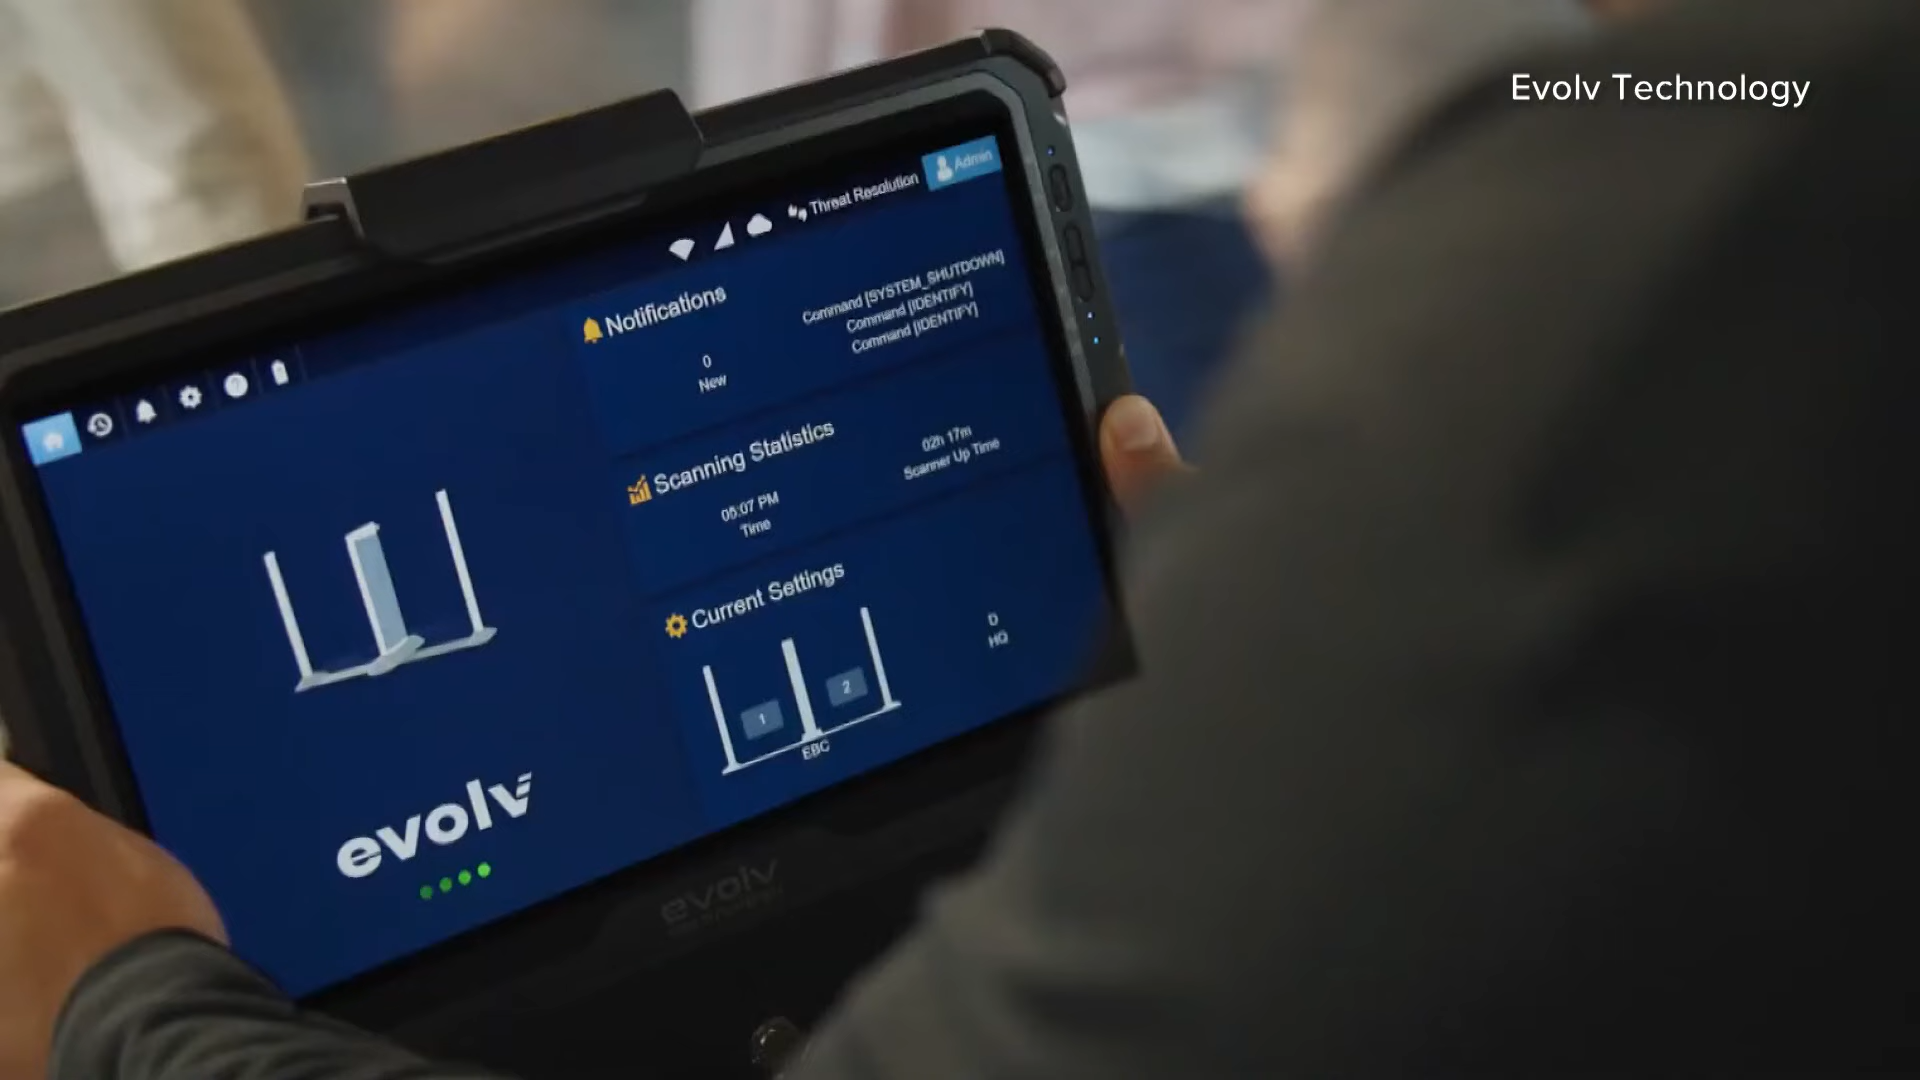 Evolv Technology
Threat Resolution
Admin
Notifications
0
New
Command [SYSTEM_SHUTDOWN]
Command [IDENTIFY]
Command [IDENTIFY]
Scanning Statistics
05:07 PM
Time
02h 17m
Scanner Up Time
Current Settings
1
2
EBC
D
HQ
evolv
evolv